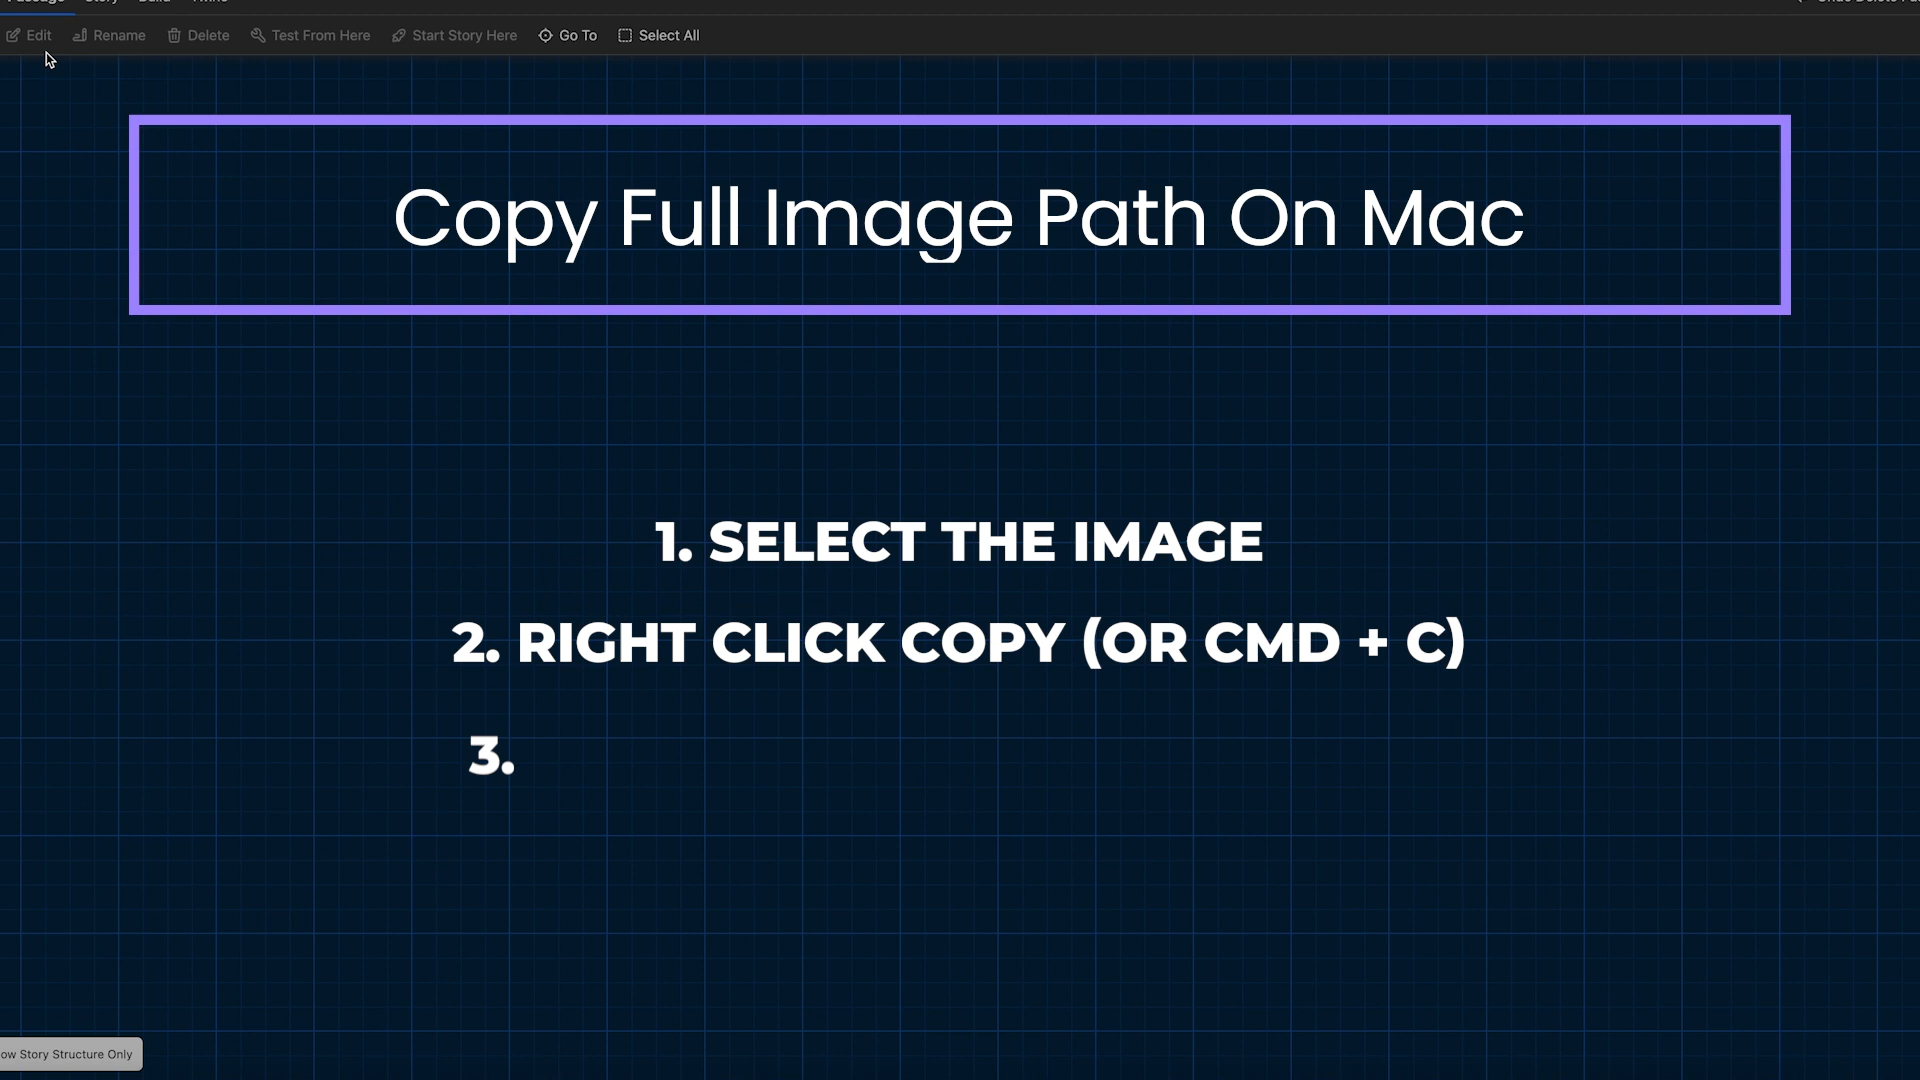 Edit Rename Delete Test From Here Start Story Here Go To Select All
Copy Full Image Path On Mac
1. SELECT THE IMAGE
2. RIGHT CLICK COPY (OR CMD + C)
3.
ow Story Structure Only